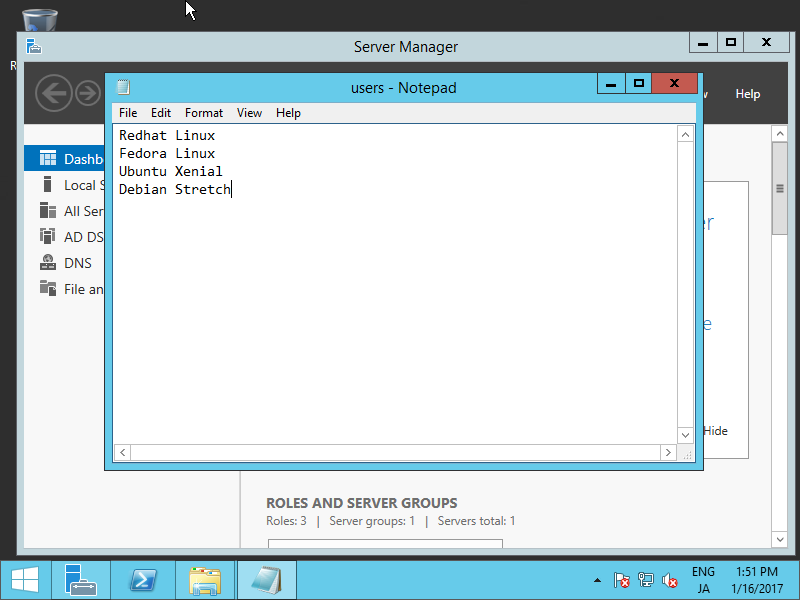 Server Manager
users - Notepad
Help
File Edit Format View Help
Redhat Linux
Fedora Linux
Ubuntu Xenial
Debian Stretch
Dashb
Local S
All Ser
AD DS
DNS
File an
Hide
ROLES AND SERVER GROUPS
Roles: 3 | Server groups: 1 | Servers total: 1
ENG 1:51 PM
JA 1/16/2017